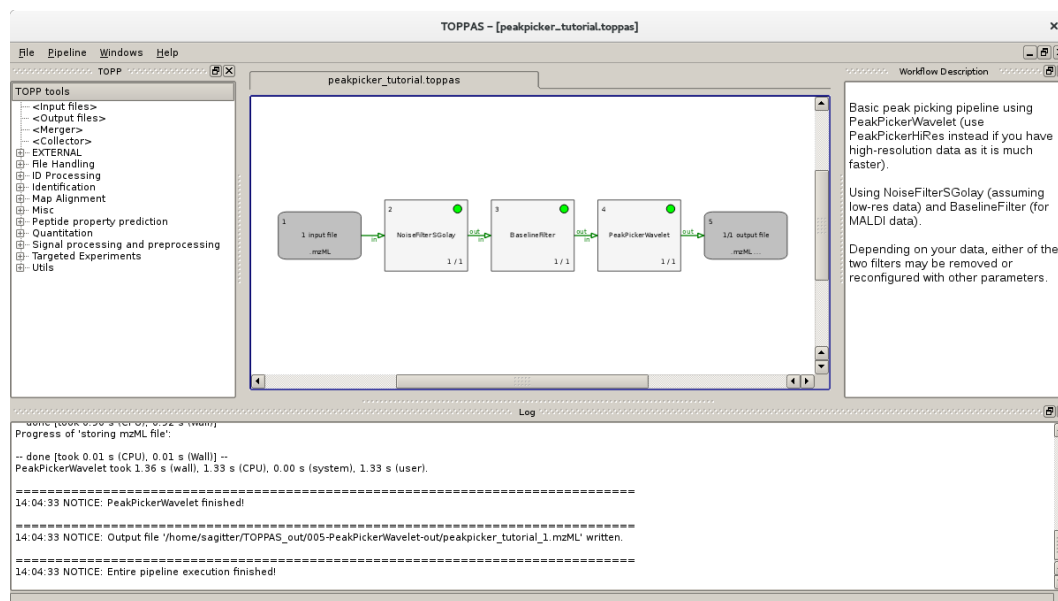 TOPPAS – [peakpicker_tutorial.toppas]
File Pipeline Windows Help
TOPP
TOPP tools
<Input files>
<Output files>
<Merger>
<Collector>
EXTERNAL
File Handling
ID Processing
Identification
Map Alignment
Misc
Peptide property prediction
Quantitation
Signal processing and preprocessing
Targeted Experiments
Utils
peakpicker_tutorial.toppas
1
1 input file
.mzML
in
2
NoiseFilterSGolay
1 / 1
out
in
3
BaselineFilter
1 / 1
out
in
4
PeakPickerWavelet
1 / 1
out
5
1/1 output file
.mzML ...
Workflow Description
Basic peak picking pipeline using
PeakPickerWavelet (use
PeakPickerHiRes instead if you have
high-resolution data as it is much
faster).
Using NoiseFilterSGolay (assuming
low-res data) and BaselineFilter (for
MALDI data).
Depending on your data, either of the
two filters may be removed or
reconfigured with other parameters.
Log
Progress of 'storing mzML file':
-- done [took 0.01 s (CPU), 0.01 s (Wall)] --
PeakPickerWavelet took 1.36 s (wall), 1.33 s (CPU), 0.00 s (system), 1.33 s (user).
==============================================================================
14:04:33 NOTICE: PeakPickerWavelet finished!
==============================================================================
14:04:33 NOTICE: Output file '/home/sagitter/TOPPAS_out/005-PeakPickerWavelet-out/peakpicker_tutorial_1.mzML' written.
==============================================================================
14:04:33 NOTICE: Entire pipeline execution finished!